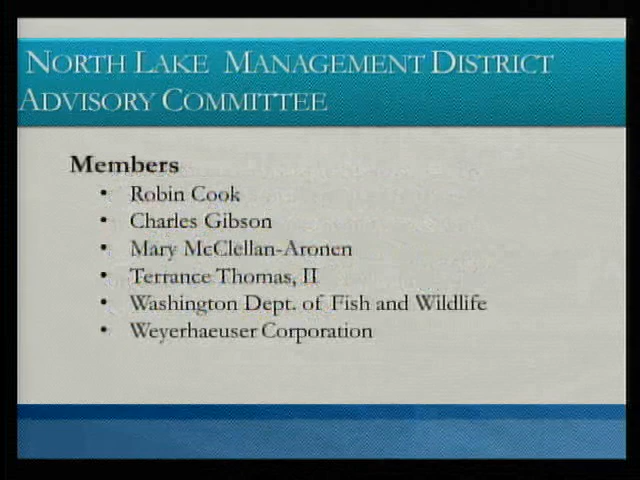 NORTH LAKE MANAGEMENT DISTRICT
ADVISORY COMMITTEE
Members
• Robin Cook
• Charles Gibson
• Mary McClellan-Aronen
• Terrance Thomas, II
• Washington Dept. of Fish and Wildlife
• Weyerhaeuser Corporation